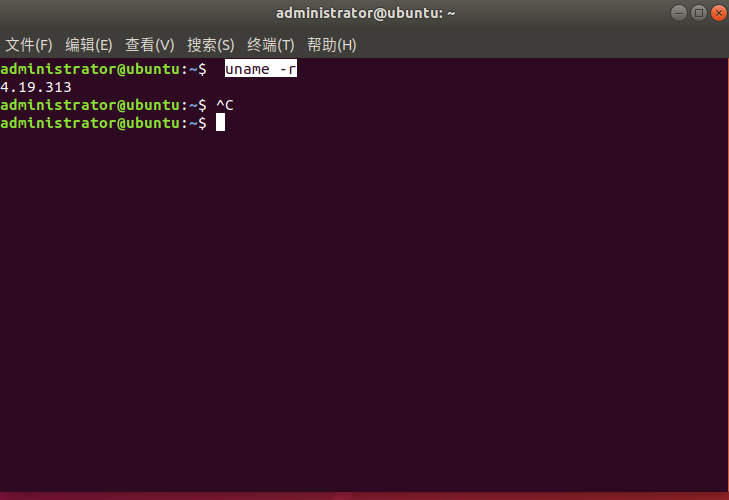 administrator@ubuntu: ~
文件(F) 编辑(E) 查看(V) 搜索(S) 终端(T) 帮助(H)
administrator@ubuntu:~$  uname -r
4.19.313
administrator@ubuntu:~$ ^C
administrator@ubuntu:~$